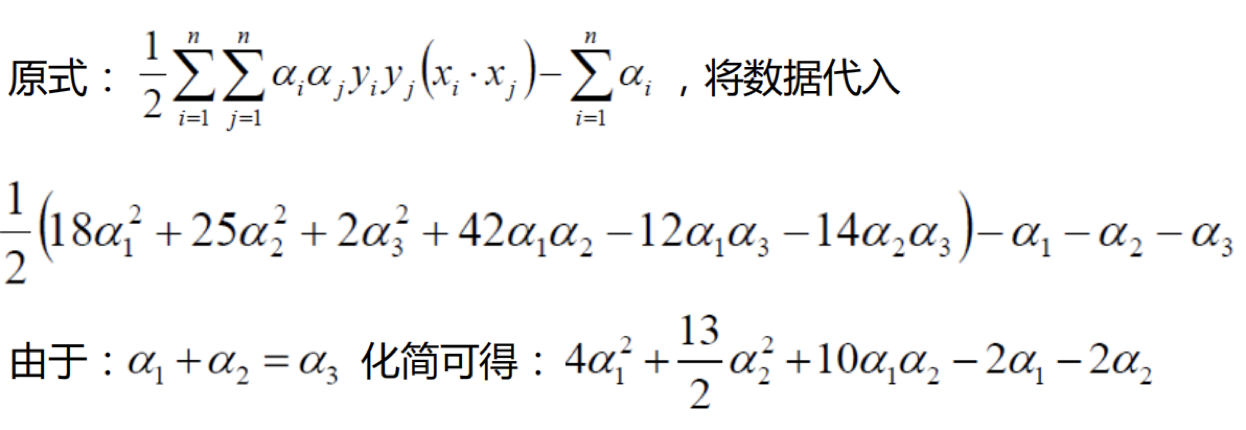 原式： \frac{1}{2}\sum_{i=1}^{n}\sum_{j=1}^{n}\alpha_i\alpha_j y_i y_j(x_i \cdot x_j)-\sum_{i=1}^{n}\alpha_i ，将数据代入
\frac{1}{2}(18\alpha_1^2+25\alpha_2^2+2\alpha_3^2+42\alpha_1\alpha_2-12\alpha_1\alpha_3-14\alpha_2\alpha_3)-\alpha_1-\alpha_2-\alpha_3
由于：\alpha_1+\alpha_2=\alpha_3 化简可得： 4\alpha_1^2+\frac{13}{2}\alpha_2^2+10\alpha_1\alpha_2-2\alpha_1-2\alpha_2